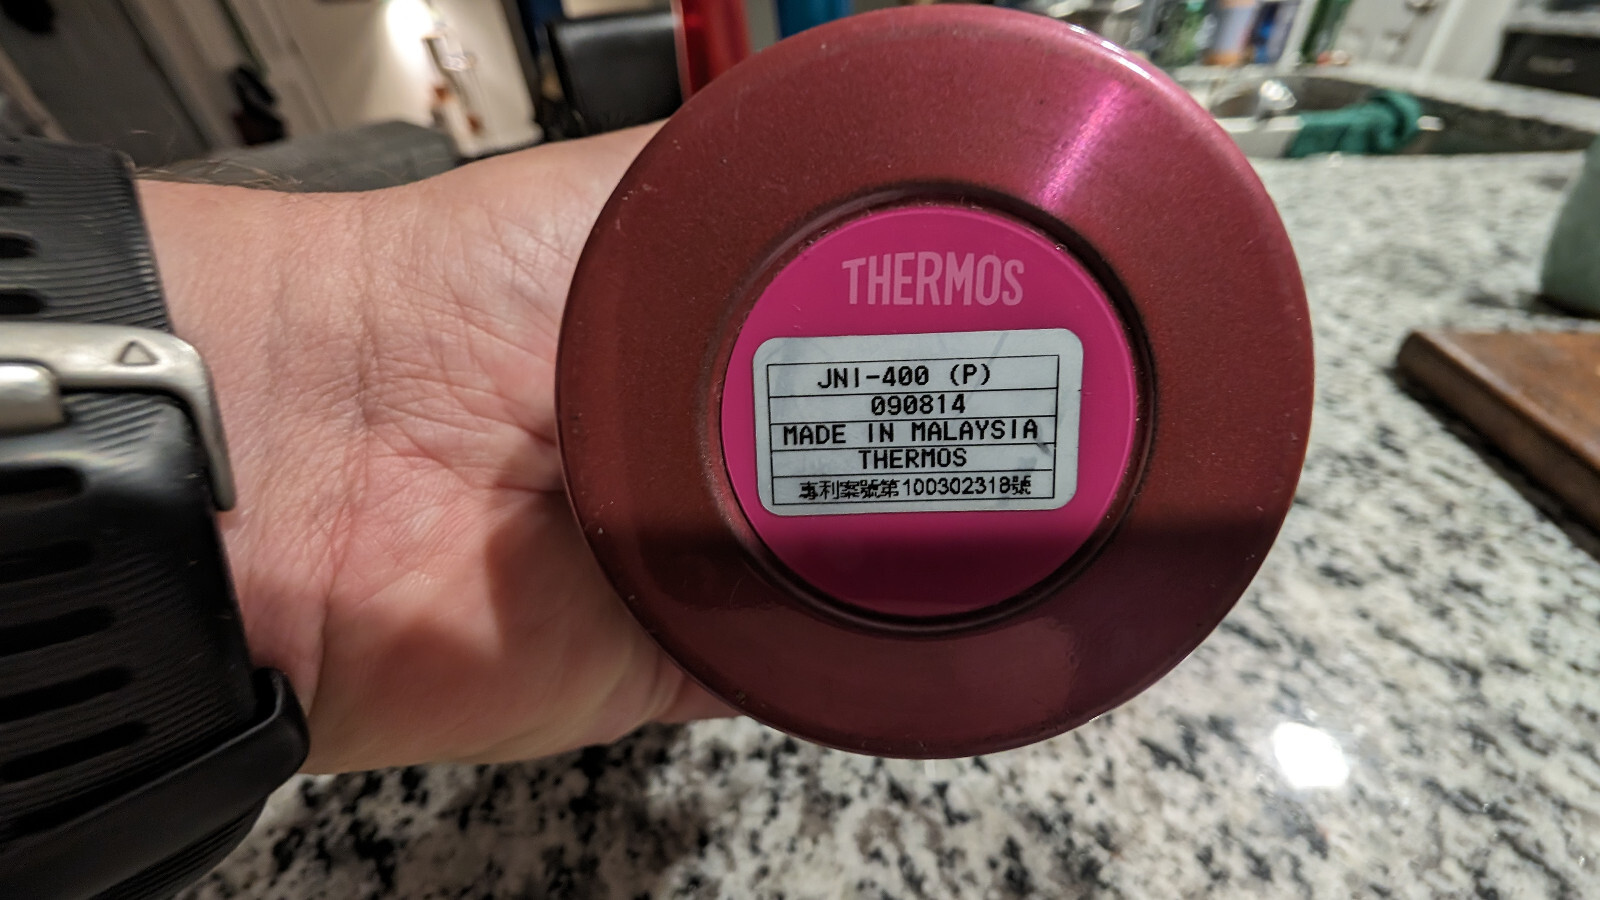 THERMOS
JNI-400 (P)
090814
MADE IN MALAYSIA
THERMOS
專利案號第100302318號